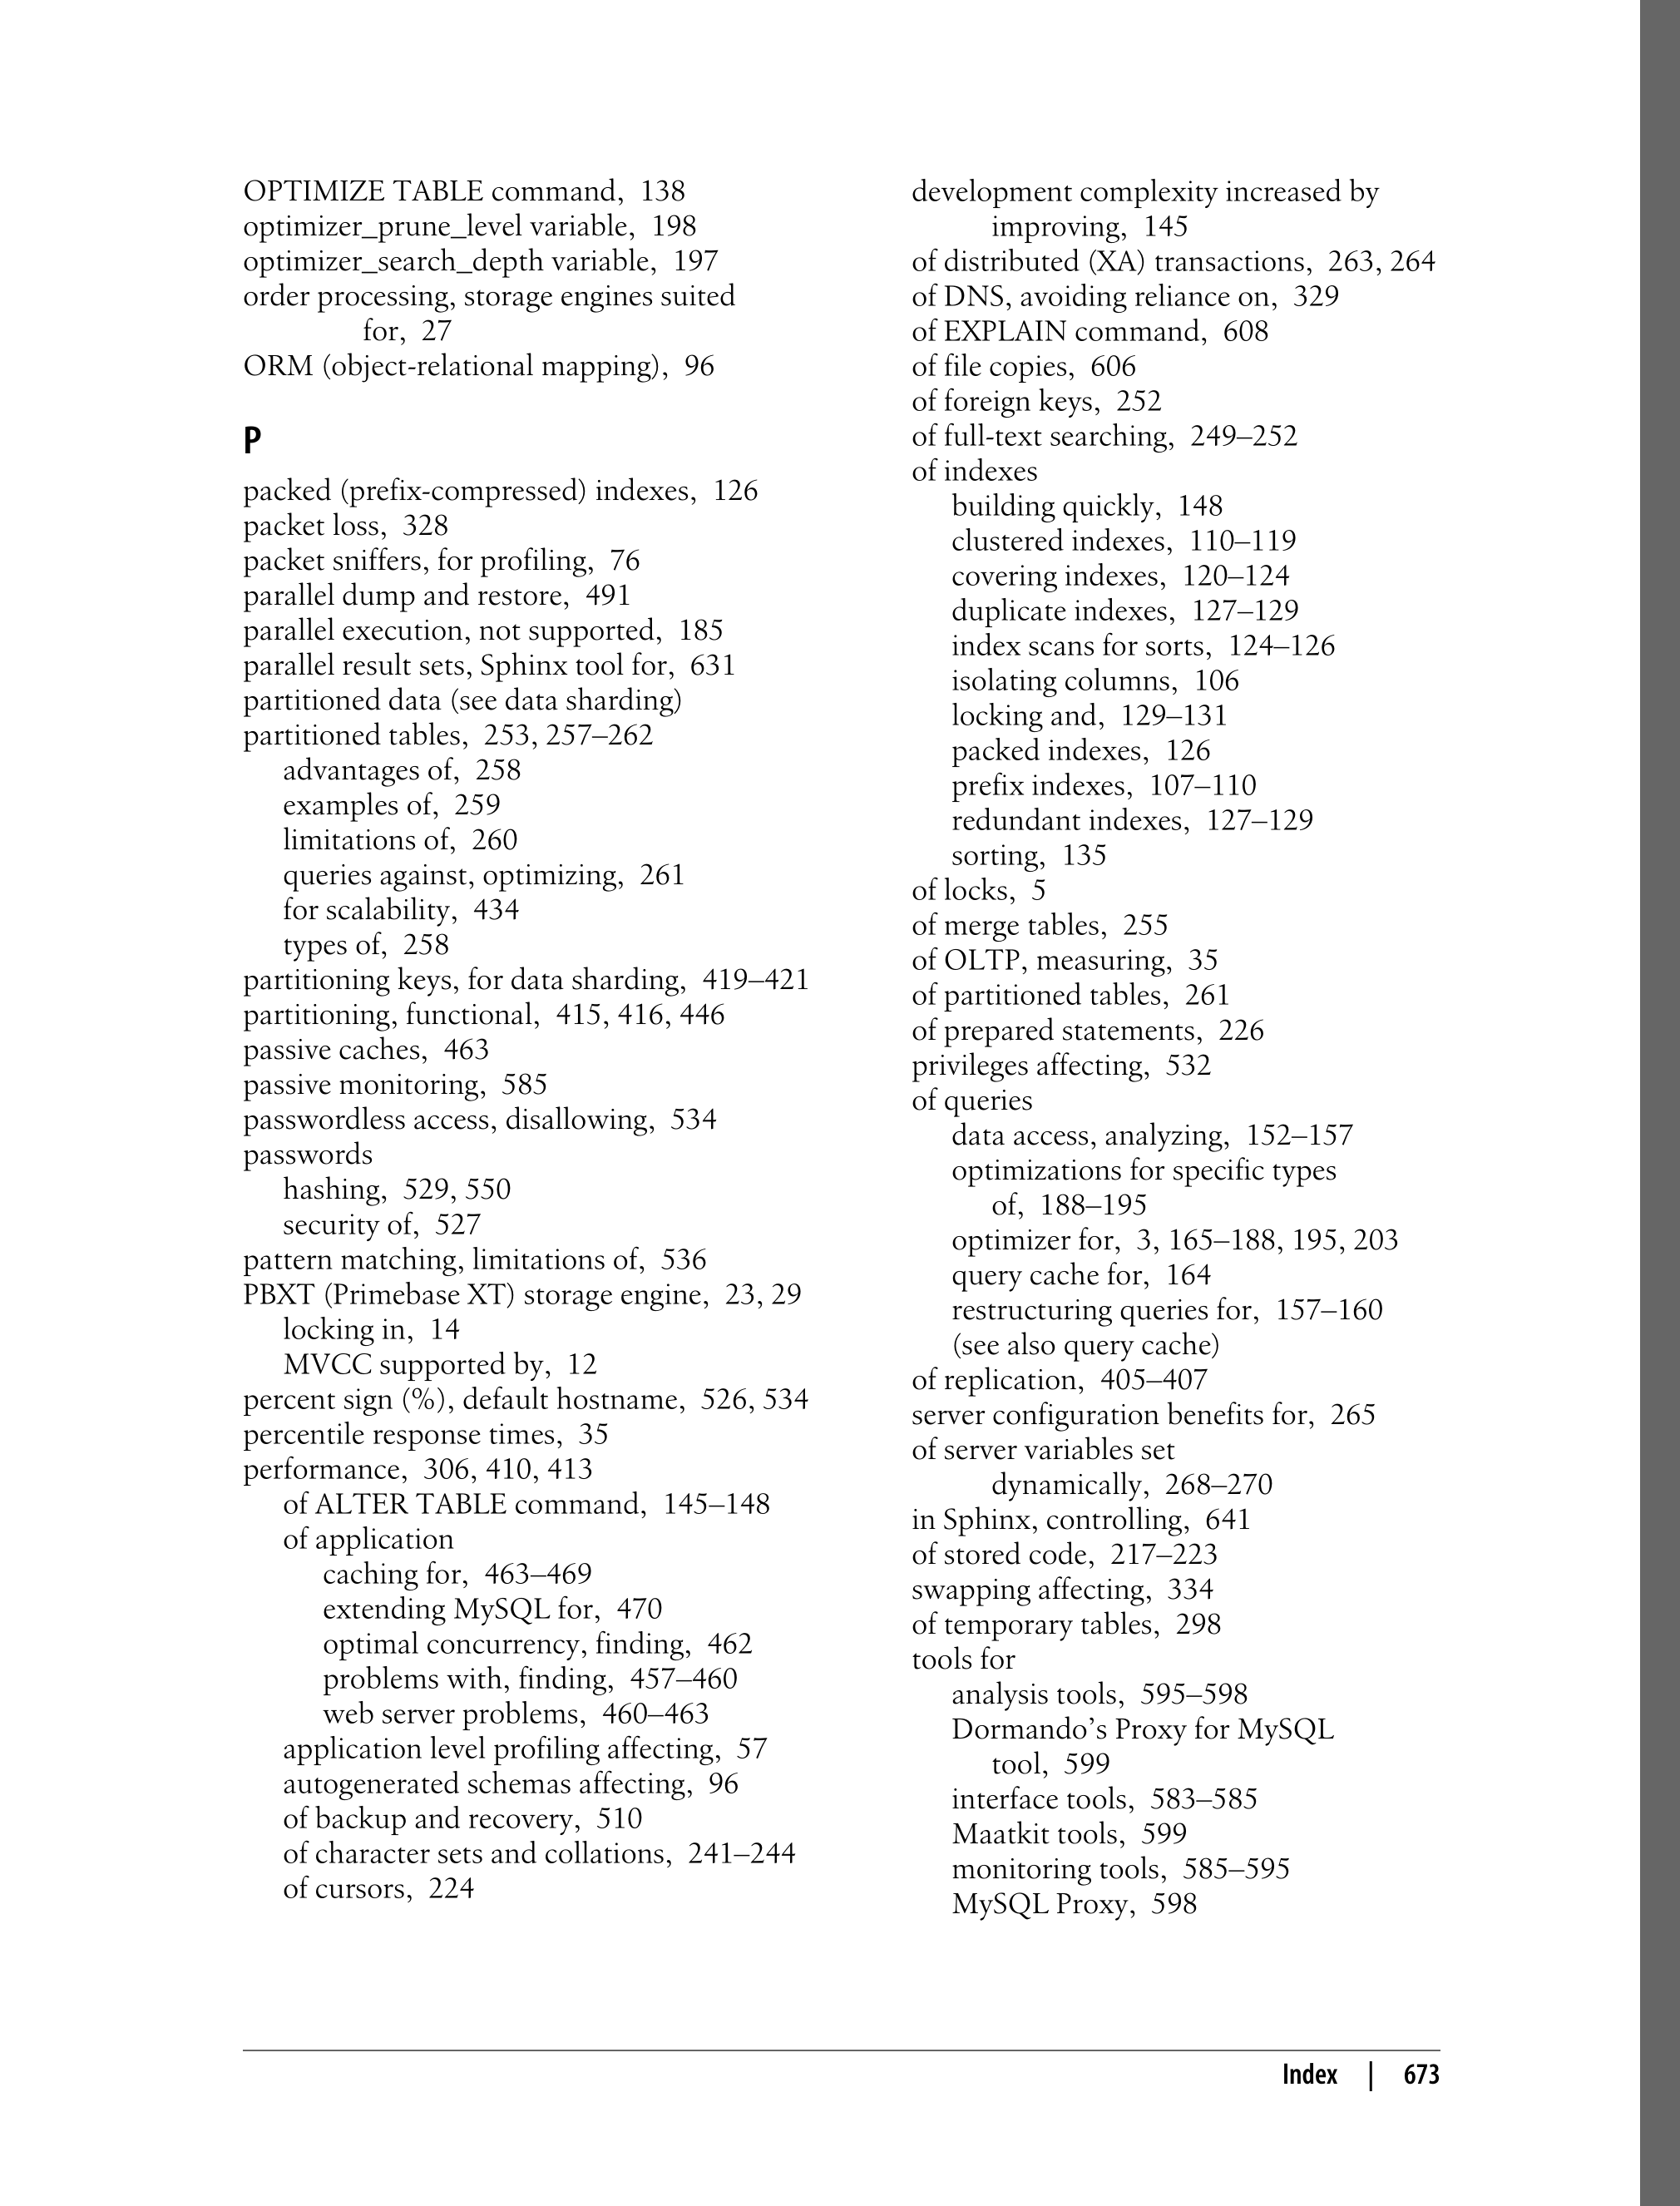 OPTIMIZE TABLE command, 138
optimizer_prune_level variable, 198
optimizer_search_depth variable, 197
order processing, storage engines suited
for, 27
ORM (object-relational mapping), 96
P
packed (prefix-compressed) indexes, 126
packet loss, 328
packet sniffers, for profiling, 76
parallel dump and restore, 491
parallel execution, not supported, 185
parallel result sets, Sphinx tool for, 631
partitioned data (see data sharding)
partitioned tables, 253, 257–262
advantages of, 258
examples of, 259
limitations of, 260
queries against, optimizing, 261
for scalability, 434
types of, 258
partitioning keys, for data sharding, 419–421
partitioning, functional, 415, 416, 446
passive caches, 463
passive monitoring, 585
passwordless access, disallowing, 534
passwords
hashing, 529, 550
security of, 527
pattern matching, limitations of, 536
PBXT (Primebase XT) storage engine, 23, 29
locking in, 14
MVCC supported by, 12
percent sign (%), default hostname, 526, 534
percentile response times, 35
performance, 306, 410, 413
of ALTER TABLE command, 145–148
of application
caching for, 463–469
extending MySQL for, 470
optimal concurrency, finding, 462
problems with, finding, 457–460
web server problems, 460–463
application level profiling affecting, 57
autogenerated schemas affecting, 96
of backup and recovery, 510
of character sets and collations, 241–244
of cursors, 224
development complexity increased by
improving, 145
of distributed (XA) transactions, 263, 264
of DNS, avoiding reliance on, 329
of EXPLAIN command, 608
of file copies, 606
of foreign keys, 252
of full-text searching, 249–252
of indexes
building quickly, 148
clustered indexes, 110–119
covering indexes, 120–124
duplicate indexes, 127–129
index scans for sorts, 124–126
isolating columns, 106
locking and, 129–131
packed indexes, 126
prefix indexes, 107–110
redundant indexes, 127–129
sorting, 135
of locks, 5
of merge tables, 255
of OLTP, measuring, 35
of partitioned tables, 261
of prepared statements, 226
privileges affecting, 532
of queries
data access, analyzing, 152–157
optimizations for specific types
of, 188–195
optimizer for, 3, 165–188, 195, 203
query cache for, 164
restructuring queries for, 157–160
(see also query cache)
of replication, 405–407
server configuration benefits for, 265
of server variables set
dynamically, 268–270
in Sphinx, controlling, 641
of stored code, 217–223
swapping affecting, 334
of temporary tables, 298
tools for
analysis tools, 595–598
Dormando’s Proxy for MySQL
tool, 599
interface tools, 583–585
Maatkit tools, 599
monitoring tools, 585–595
MySQL Proxy, 598
Index | 673